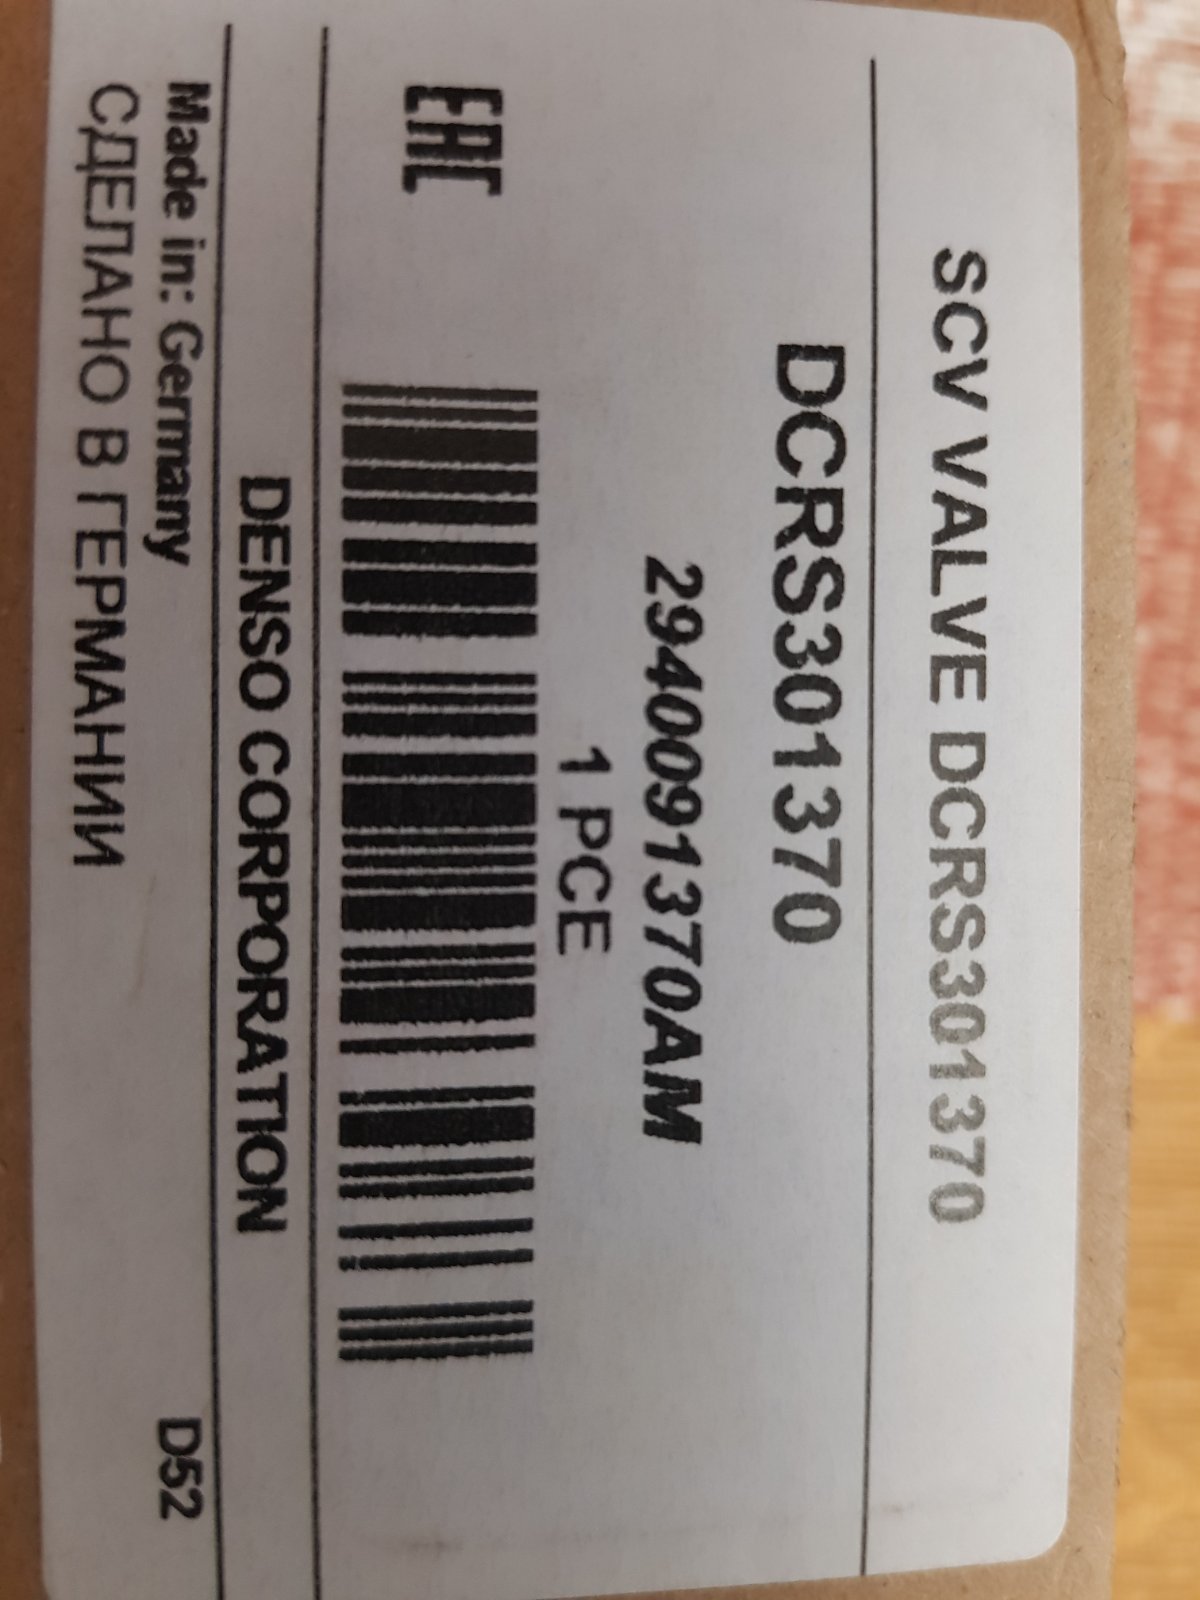 SCV VALVE DCRS301370
DCRS301370
2940091370AM
1 PCE
EAC
DENSO CORPORATION
Made in: Germany
СДЕЛАНО В ГЕРМАНИИ
D52